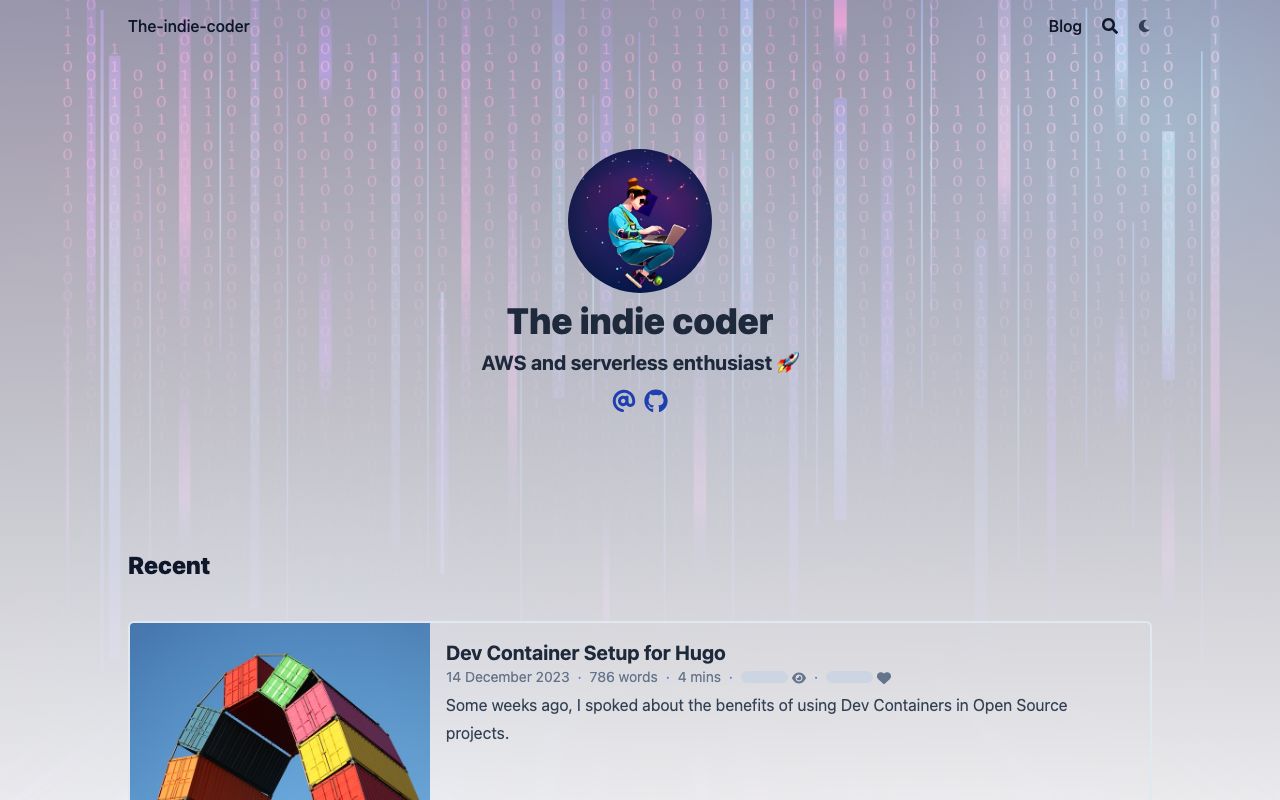 The-indie-coder
Blog
The indie coder
AWS and serverless enthusiast 🚀
Recent
Dev Container Setup for Hugo
14 December 2023 · 786 words · 4 mins · ·
Some weeks ago, I spoked about the benefits of using Dev Containers in Open Source
projects.